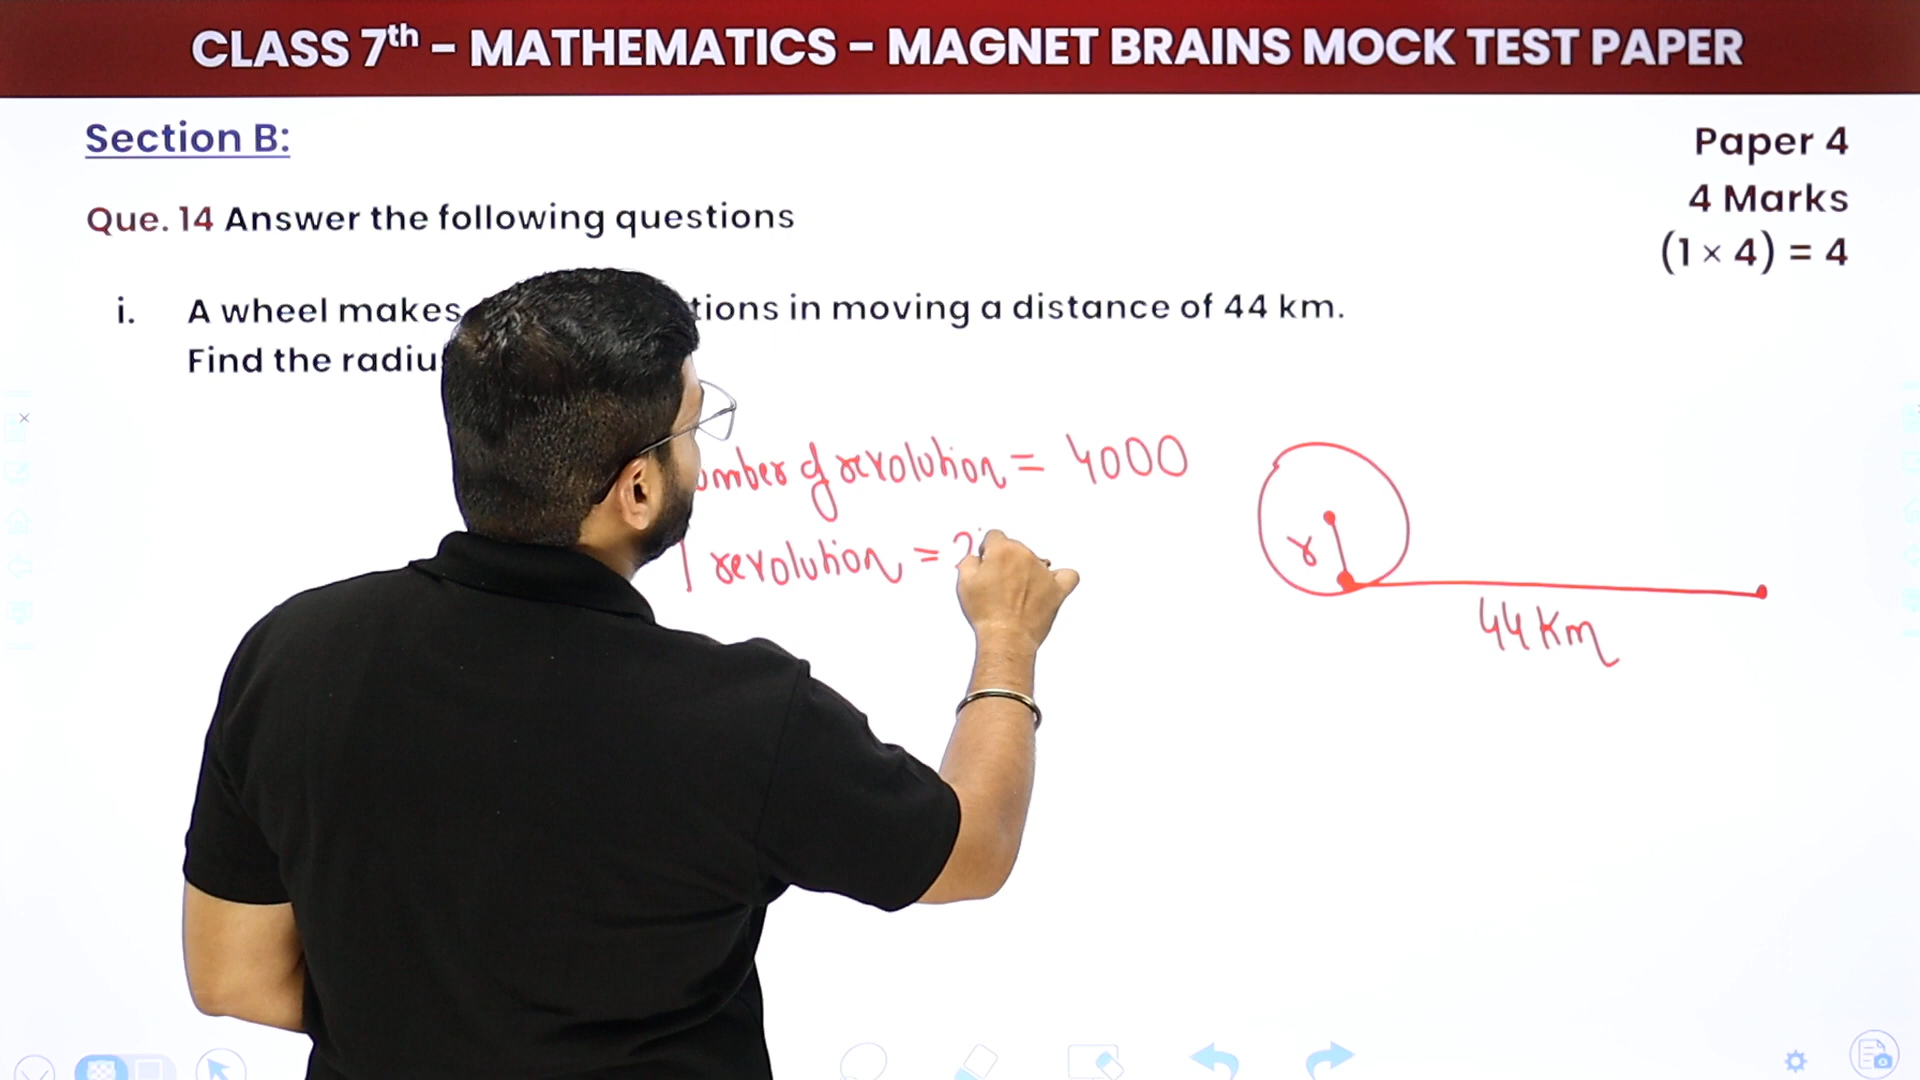 CLASS 7th – MATHEMATICS – MAGNET BRAINS MOCK TEST PAPER
Section B:
Paper 4
4 Marks
(1 × 4) = 4
Que. 14 Answer the following questions
i. A wheel makes tions in moving a distance of 44 km.
Find the radiu
umber of revolution = 4000
1 revolution = 2
r
44 Km